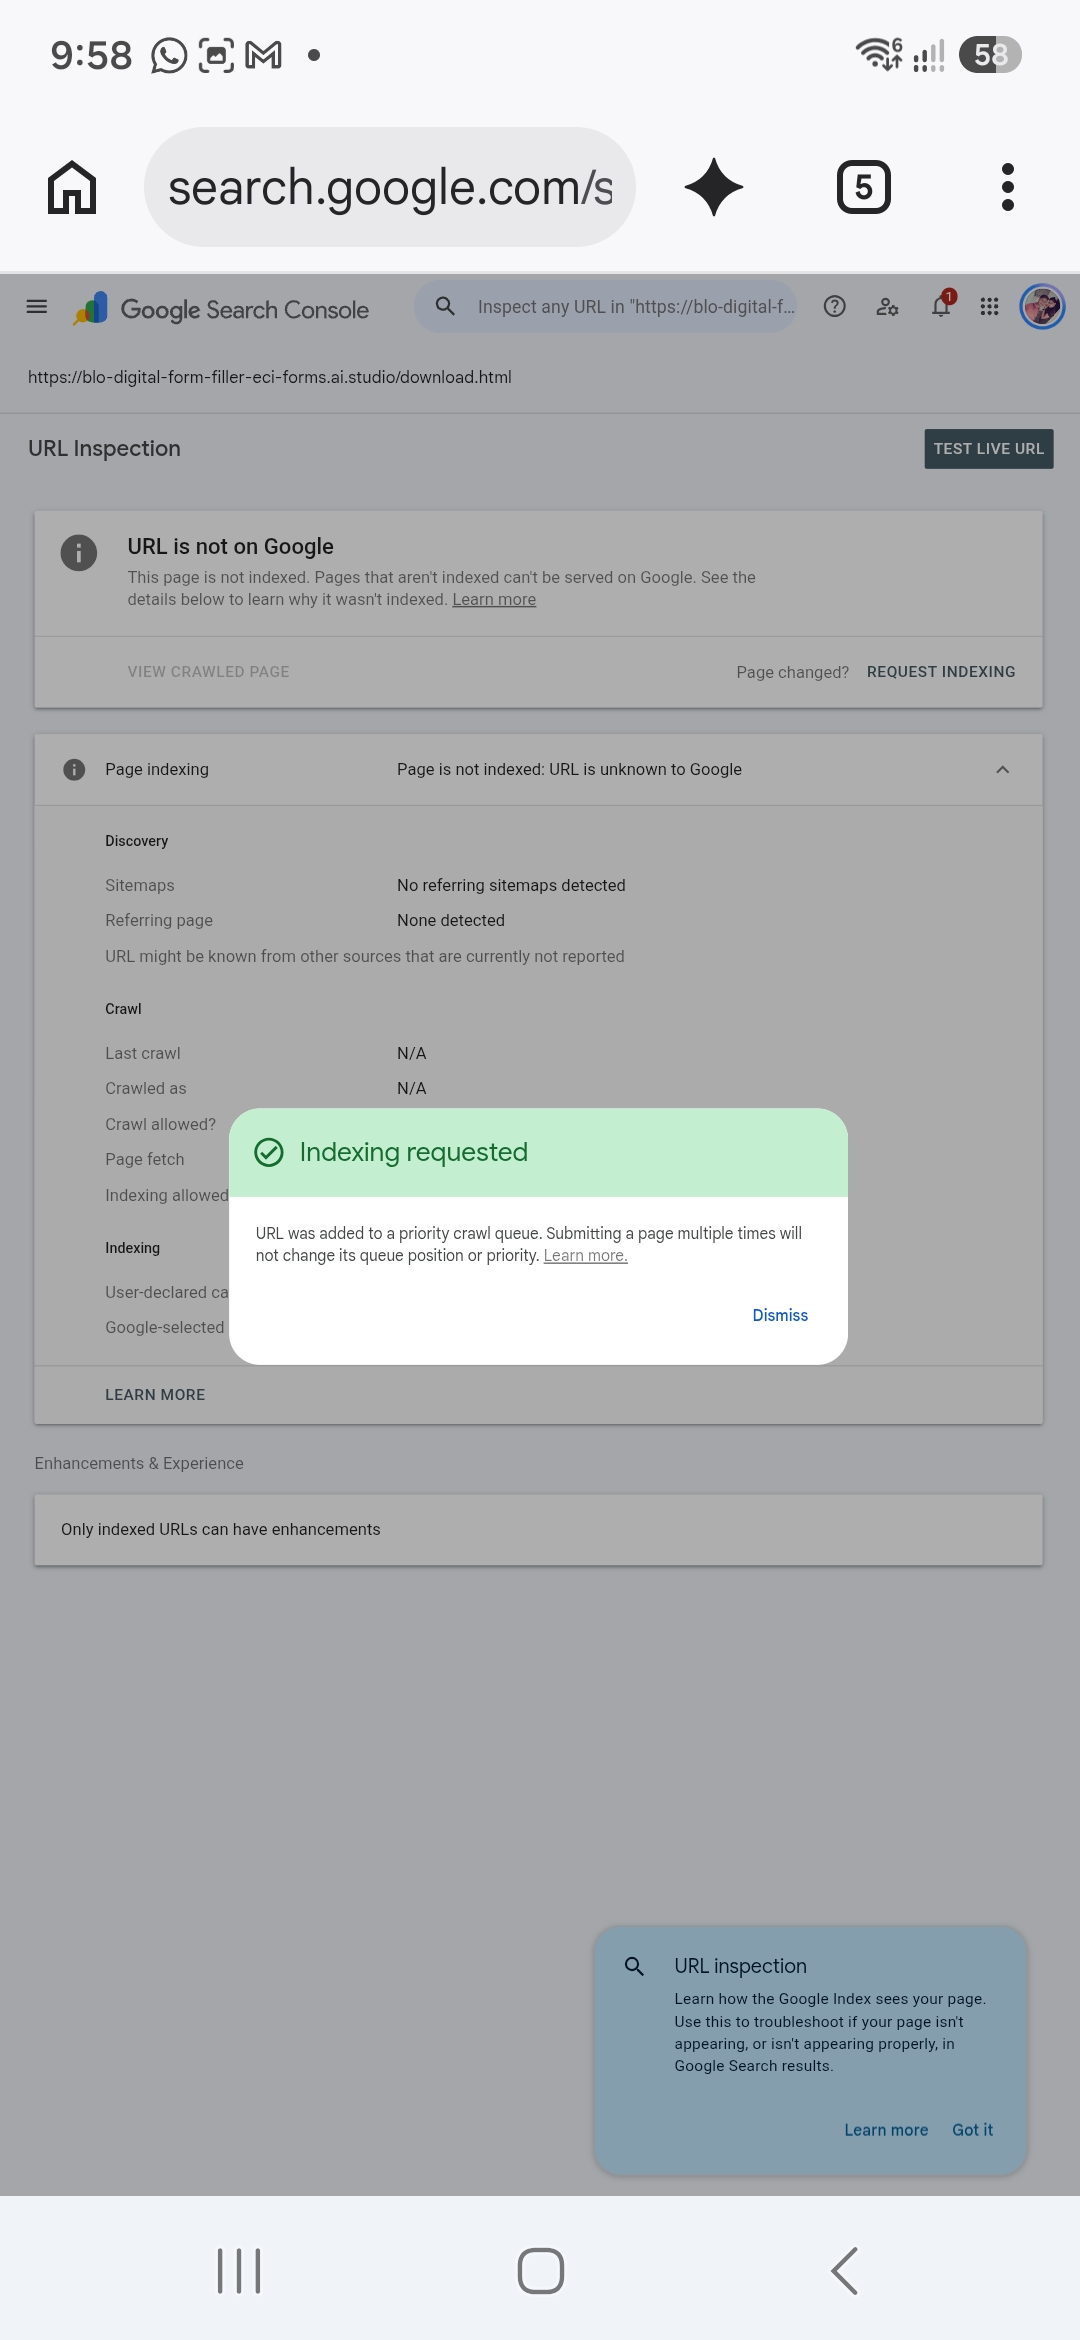 9:58
6
58
search.google.com/s
5
Google Search Console
Inspect any URL in "https://blo-digital-f...
1
https://blo-digital-form-filler-eci-forms.ai.studio/download.html
URL Inspection
TEST LIVE URL
URL is not on Google
This page is not indexed. Pages that aren't indexed can't be served on Google. See the
details below to learn why it wasn't indexed. Learn more
VIEW CRAWLED PAGE
Page changed? REQUEST INDEXING
Page indexing
Page is not indexed: URL is unknown to Google
Discovery
Sitemaps
No referring sitemaps detected
Referring page
None detected
URL might be known from other sources that are currently not reported
Crawl
Last crawl
N/A
Crawled as
N/A
Crawl allowed?
Page fetch
Indexing allowed
Indexing
User-declared ca
Google-selected
Indexing requested
URL was added to a priority crawl queue. Submitting a page multiple times will
not change its queue position or priority. Learn more.
Dismiss
LEARN MORE
Enhancements & Experience
Only indexed URLs can have enhancements
URL inspection
Learn how the Google Index sees your page.
Use this to troubleshoot if your page isn't
appearing, or isn't appearing properly, in
Google Search results.
Learn more
Got it